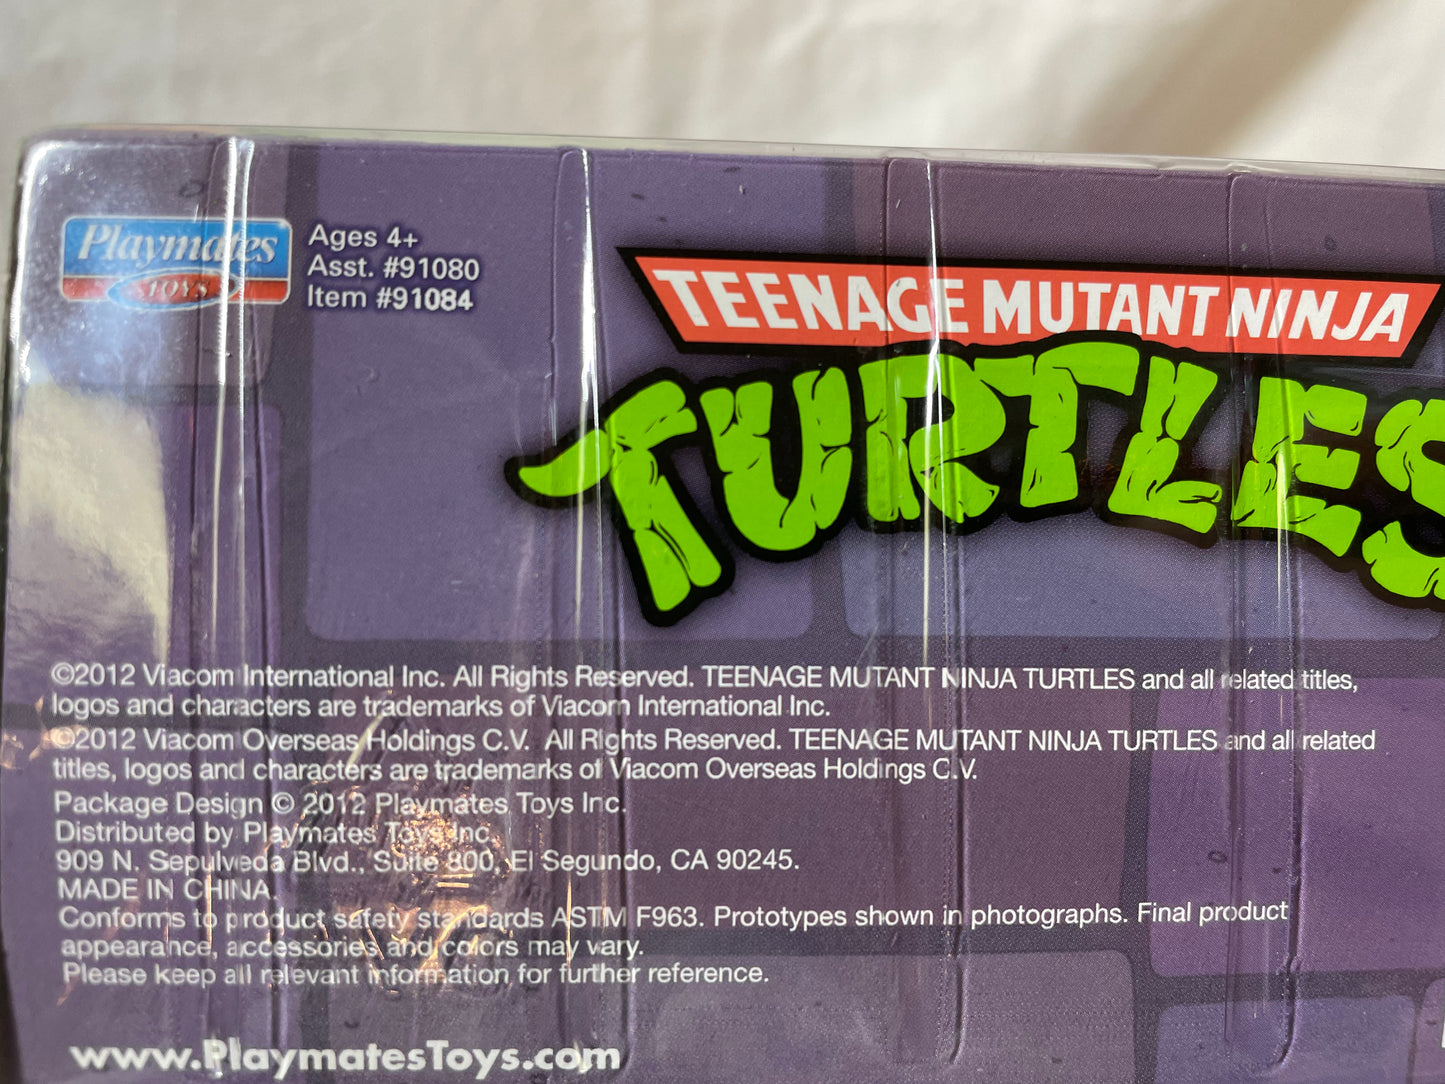 Playmates
TOYS
Ages 4+
Asst. #91080
Item #91084
TEENAGE MUTANT NINJA
TURTLES
©2012 Viacom International Inc. All Rights Reserved. TEENAGE MUTANT NINJA TURTLES and all related titles,
logos and characters are trademarks of Viacom International Inc.
©2012 Viacom Overseas Holdings C.V. All Rights Reserved. TEENAGE MUTANT NINJA TURTLES and all related
titles, logos and characters are trademarks of Viacom Overseas Holdings C.V.
Package Design © 2012 Playmates Toys Inc.
Distributed by Playmates Toys Inc.
909 N. Sepulveda Blvd., Suite 800, El Segundo, CA 90245.
MADE IN CHINA.
Conforms to product safety standards ASTM F963. Prototypes shown in photographs. Final product
appearance, accessories and colors may vary.
Please keep all relevant information for further reference.
www.PlaymatesToys.com